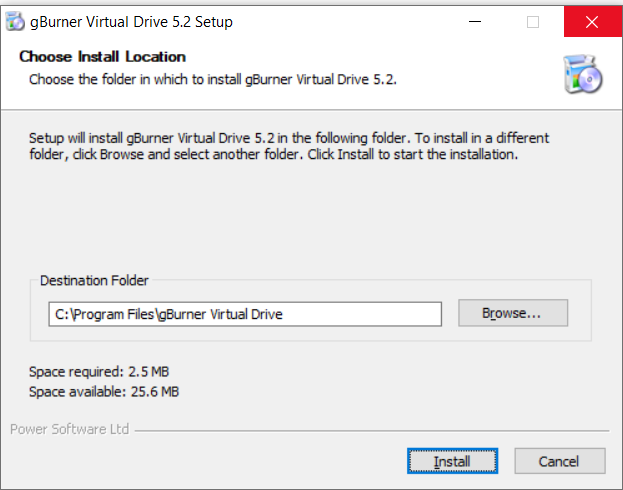 gBurner Virtual Drive 5.2 Setup
Choose Install Location
Choose the folder in which to install gBurner Virtual Drive 5.2.
Setup will install gBurner Virtual Drive 5.2 in the following folder. To install in a different
folder, click Browse and select another folder. Click Install to start the installation.
Destination Folder
C:\Program Files\gBurner Virtual Drive
Browse...
Space required: 2.5 MB
Space available: 25.6 MB
Power Software Ltd
Install
Cancel